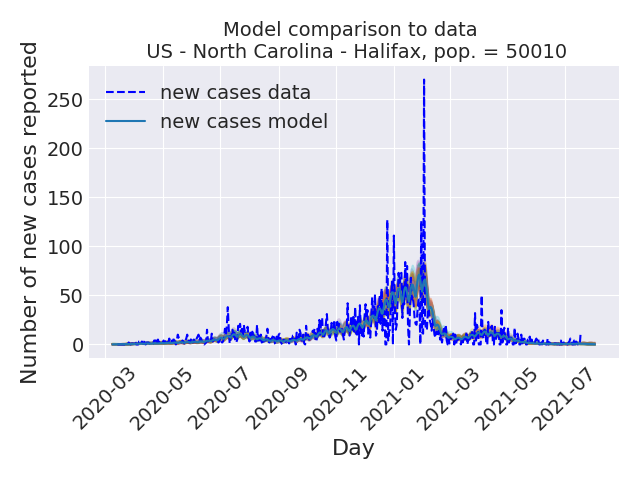 Model comparison to data
US - North Carolina - Halifax, pop. = 50010
new cases data
new cases model
Number of new cases reported
250
200
150
100
50
0
2020-03
2020-05
2020-07
2020-09
2020-11
2021-01
2021-03
2021-05
2021-07
Day